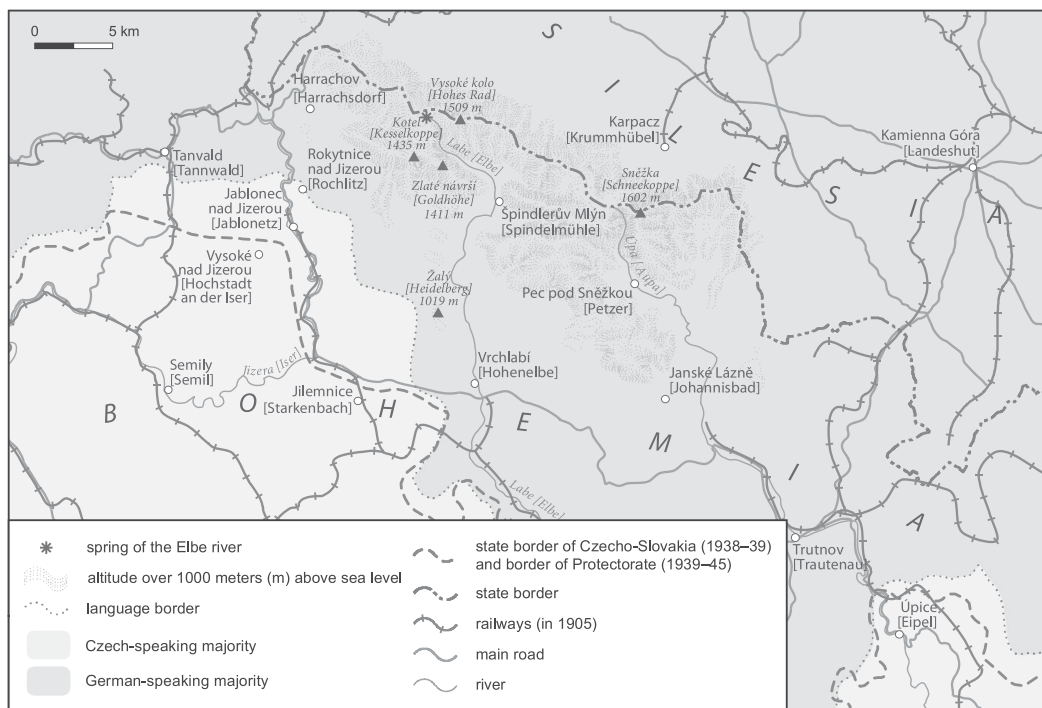 0 5 km
S
I
L
E
S
I
A
Harrachov
[Harrachsdorf]
Vysoké kolo
[Hohes Rad]
1509 m
Kotel
[Kesselkoppe]
1435 m
Labe [Elbe]
Karpacz
[Krummhübel]
Kamienna Góra
[Landeshut]
Tanvald
[Tannwald]
Rokytnice
nad Jizerou
[Rochlitz]
Zlaté návrší
[Goldhöhe]
1411 m
Sněžka
[Schneekoppe]
1602 m
Jablonec
nad Jizerou
[Jablonetz]
Špindlerův Mlýn
[Spindelmühle]
Vysoké
nad Jizerou
[Hochstadt
an der Iser]
Žalý
[Heidelberg]
1019 m
Úpa [Aupa]
Pec pod Sněžkou
[Petzer]
Semily
[Semil]
Jizera [Iser]
Jilemnice
[Starkenbach]
Vrchlabí
[Hohenelbe]
Janské Lázně
[Johannisbad]
B
O
H
E
M
I
A
Labe [Elbe]
Trutnov
[Trautenau]
Úpice
[Eipel]
spring of the Elbe river
altitude over 1000 meters (m) above sea level
language border
Czech-speaking majority
German-speaking majority
state border of Czecho-Slovakia (1938–39)
and border of Protectorate (1939–45)
state border
railways (in 1905)
main road
river